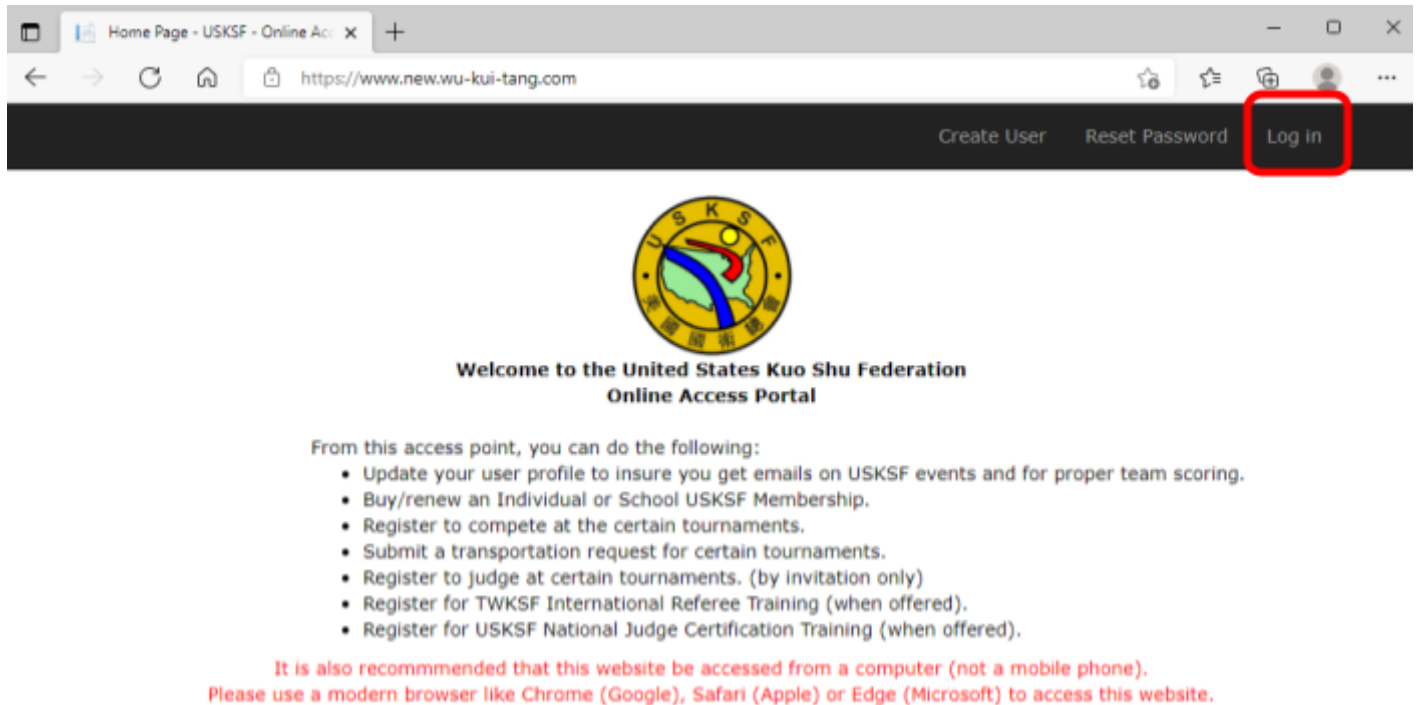 Home Page - USKSF - Online Acc
https://www.new.wu-kui-tang.com
Create User Reset Password Log in
U S K S F
美國國術總會
Welcome to the United States Kuo Shu Federation
Online Access Portal
From this access point, you can do the following:
• Update your user profile to insure you get emails on USKSF events and for proper team scoring.
• Buy/renew an Individual or School USKSF Membership.
• Register to compete at the certain tournaments.
• Submit a transportation request for certain tournaments.
• Register to judge at certain tournaments. (by invitation only)
• Register for TWKSF International Referee Training (when offered).
• Register for USKSF National Judge Certification Training (when offered).
It is also recommmended that this website be accessed from a computer (not a mobile phone).
Please use a modern browser like Chrome (Google), Safari (Apple) or Edge (Microsoft) to access this website.